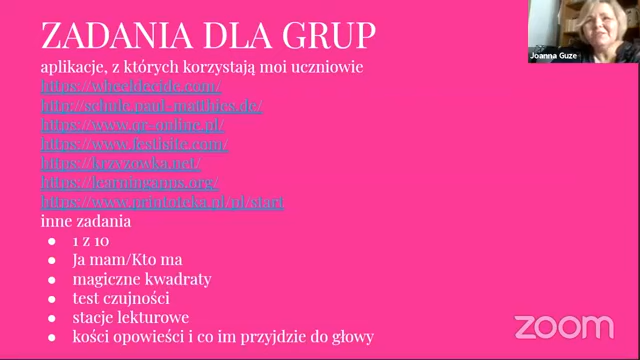 ZADANIA DLA GRUP
aplikacje, z których korzystają moi uczniowie
https://wheeldecide.com/
http://schule.paul_matthies.de/
https://www.qr-online.pl/
https://www.festisite.com/
https://krzyzowka.net/
https://learningapps.org/
https://www.printoteka.pl/pl/start
inne zadania
● 1 z 10
● Ja mam/Kto ma
● magiczne kwadraty
● test czujności
● stacje lekturowe
● kości opowieści i co im przyjdzie do głowy
Joanna Guze
zoom